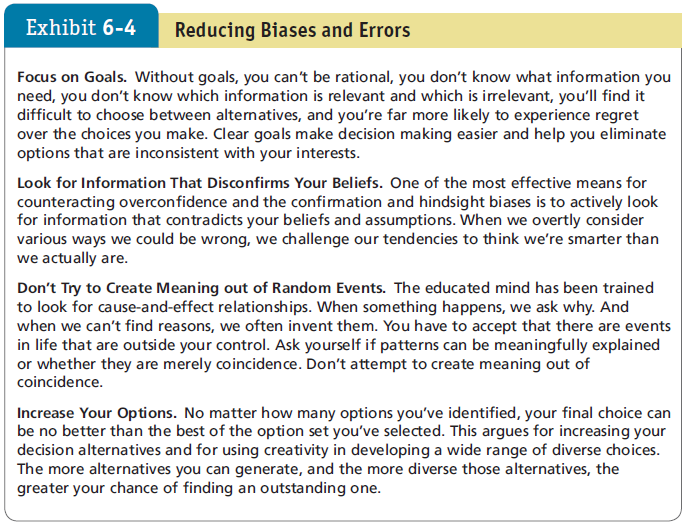 Exhibit 6-4
Reducing Biases and Errors
Focus on Goals. Without goals, you can’t be rational, you don’t know what information you
need, you don’t know which information is relevant and which is irrelevant, you’ll find it
difficult to choose between alternatives, and you’re far more likely to experience regret
over the choices you make. Clear goals make decision making easier and help you eliminate
options that are inconsistent with your interests.
Look for Information That Disconfirms Your Beliefs. One of the most effective means for
counteracting overconfidence and the confirmation and hindsight biases is to actively look
for information that contradicts your beliefs and assumptions. When we overtly consider
various ways we could be wrong, we challenge our tendencies to think we’re smarter than
we actually are.
Don’t Try to Create Meaning out of Random Events. The educated mind has been trained
to look for cause-and-effect relationships. When something happens, we ask why. And
when we can’t find reasons, we often invent them. You have to accept that there are events
in life that are outside your control. Ask yourself if patterns can be meaningfully explained
or whether they are merely coincidence. Don’t attempt to create meaning out of
coincidence.
Increase Your Options. No matter how many options you’ve identified, your final choice can
be no better than the best of the option set you’ve selected. This argues for increasing your
decision alternatives and for using creativity in developing a wide range of diverse choices.
The more alternatives you can generate, and the more diverse those alternatives, the
greater your chance of finding an outstanding one.